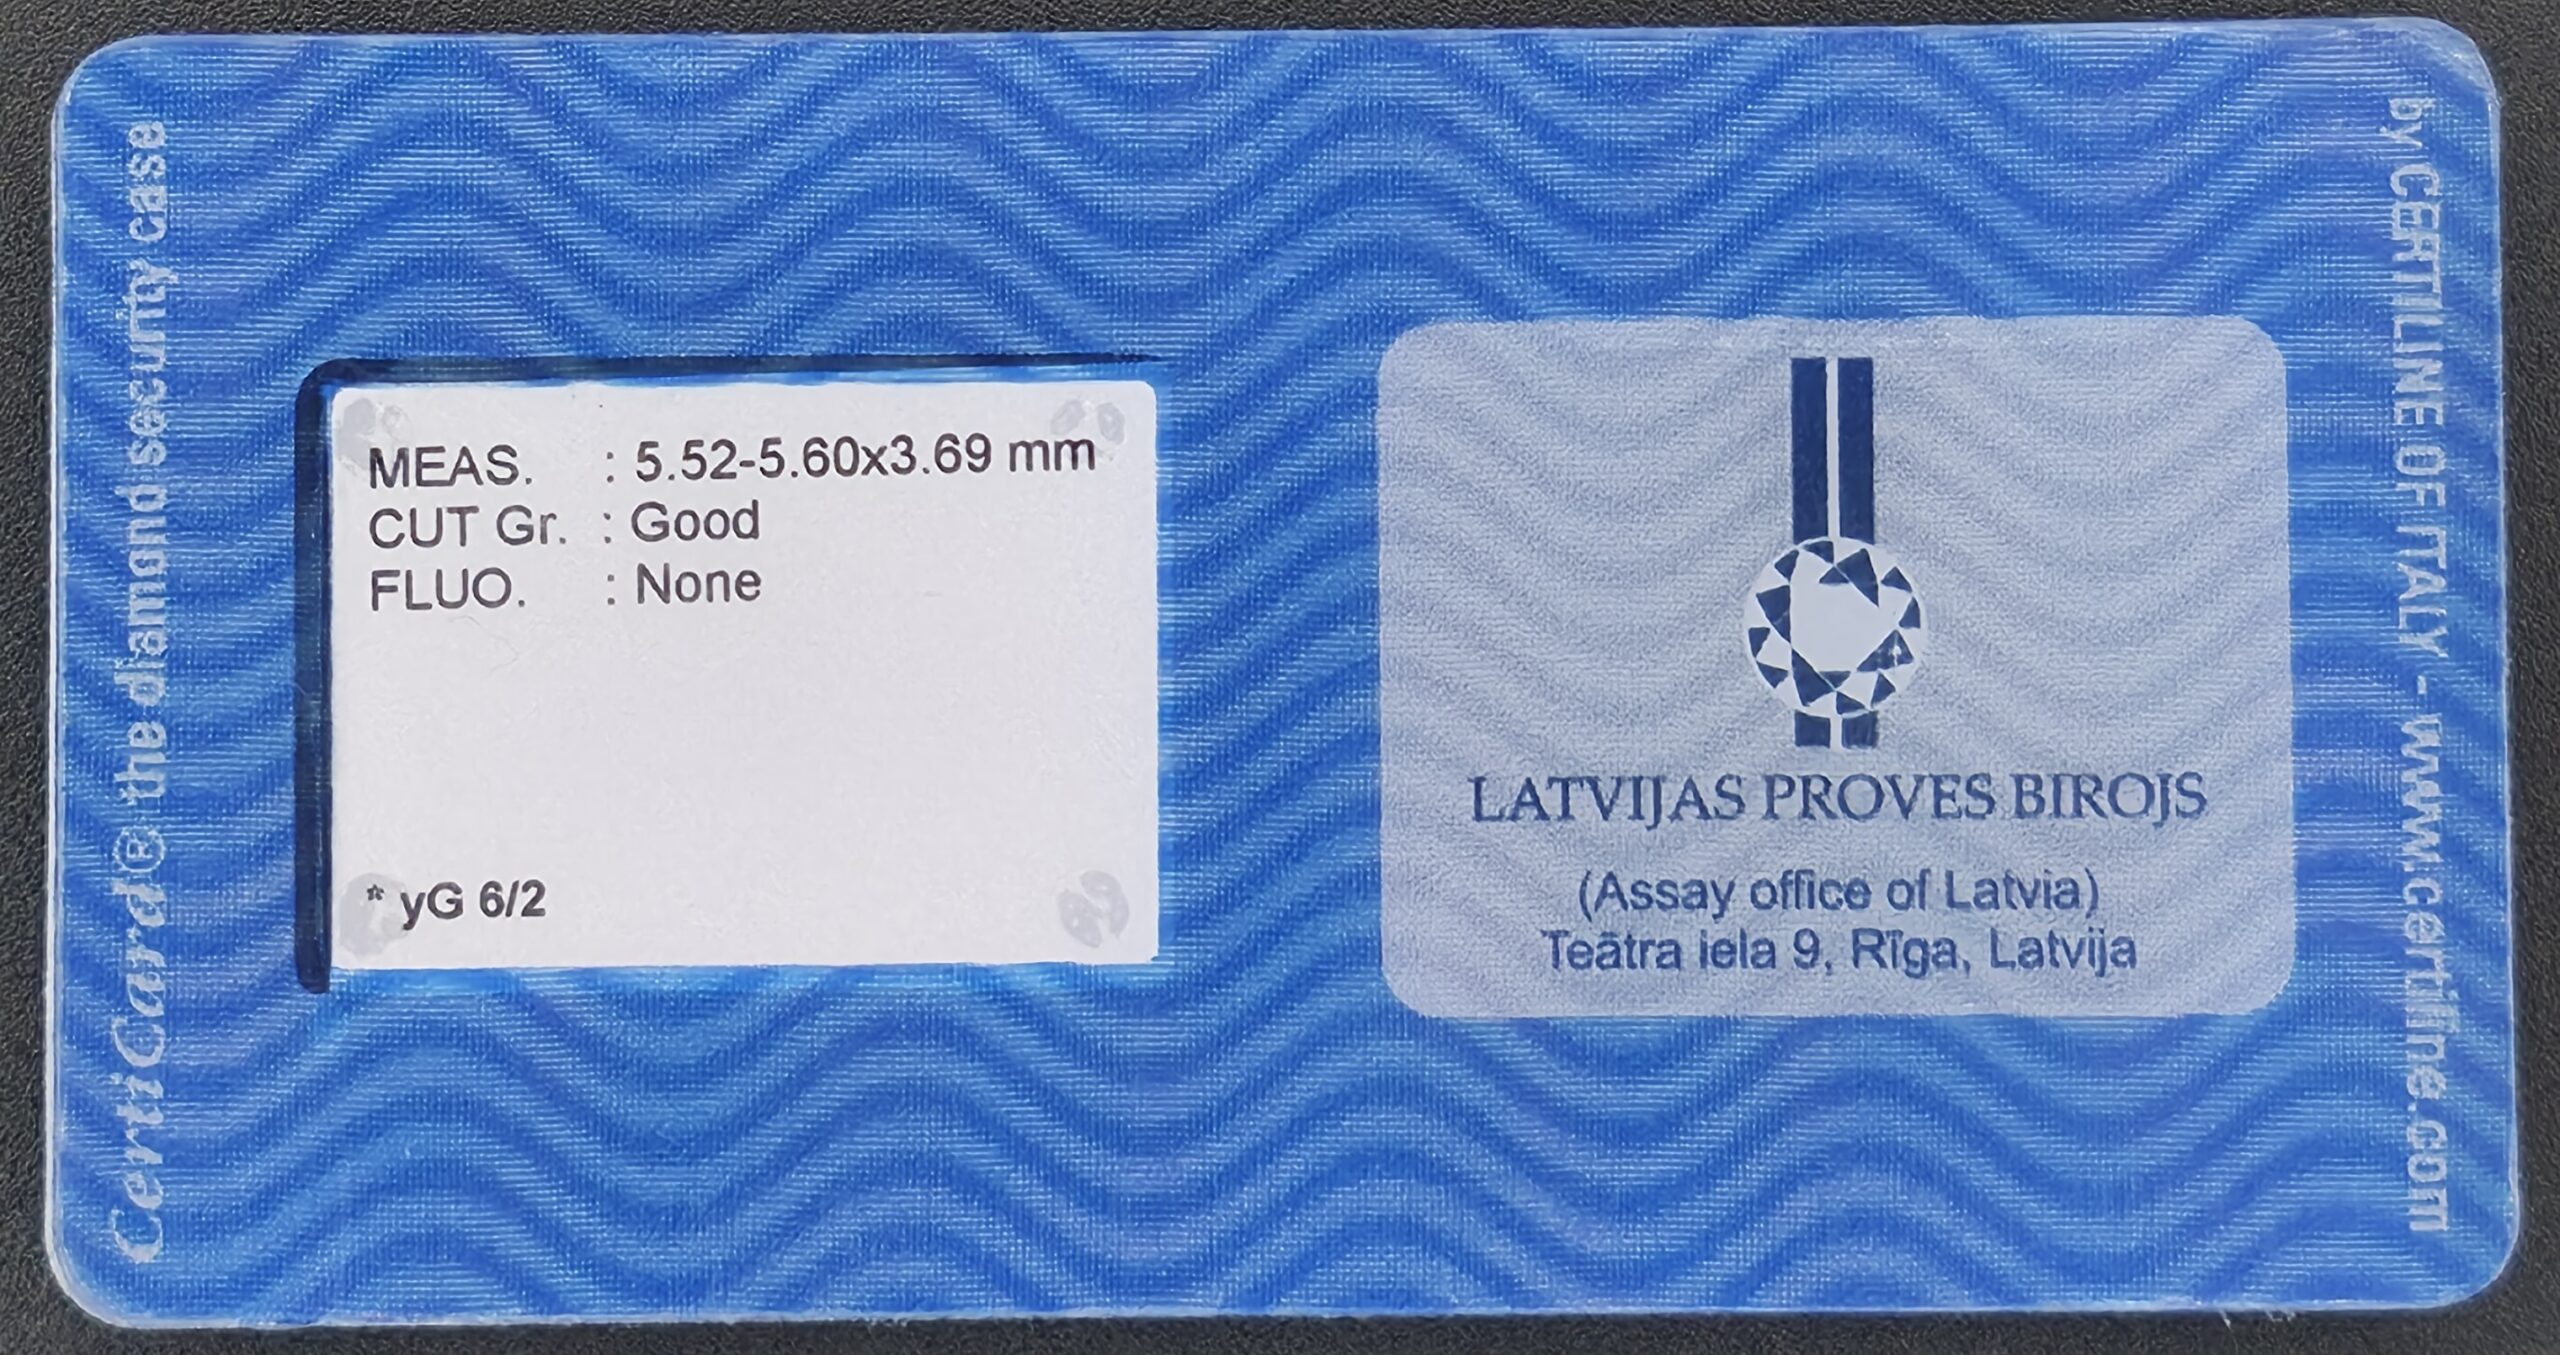 CertiCard® the diamond security case
MEAS. : 5.52-5.60x3.69 mm
CUT Gr. : Good
FLUO. : None
* yG 6/2
LATVIJAS PROVES BIROJS
(Assay office of Latvia)
Teātra iela 9, Rīga, Latvija
by CERTILINE OF ITALY - www.certiline.com